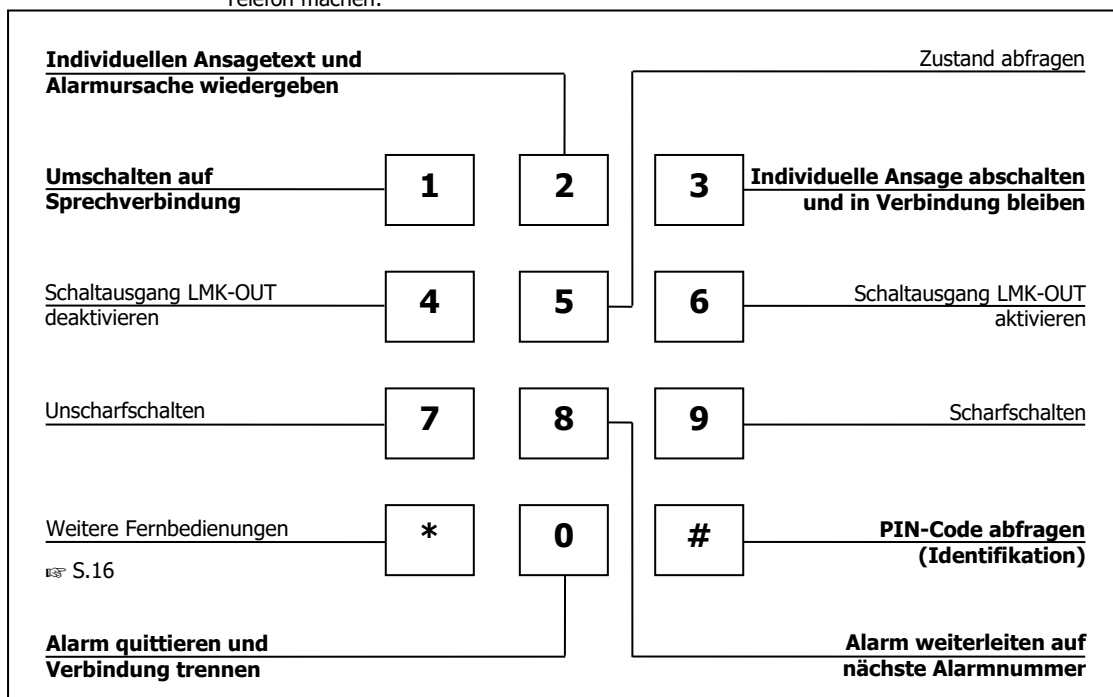 Telefon machen:
Individuellen Ansagetext und
Alarmursache wiedergeben
Zustand abfragen
Umschalten auf
Sprechverbindung
1
2
3
Individuelle Ansage abschalten
und in Verbindung bleiben
Schaltausgang LMK-OUT
deaktivieren
4
5
6
Schaltausgang LMK-OUT
aktivieren
Unscharfschalten
7
8
9
Scharfschalten
Weitere Fernbedienungen
☞ S.16
*
0
#
PIN-Code abfragen
(Identifikation)
Alarm quittieren und
Verbindung trennen
Alarm weiterleiten auf
nächste Alarmnummer